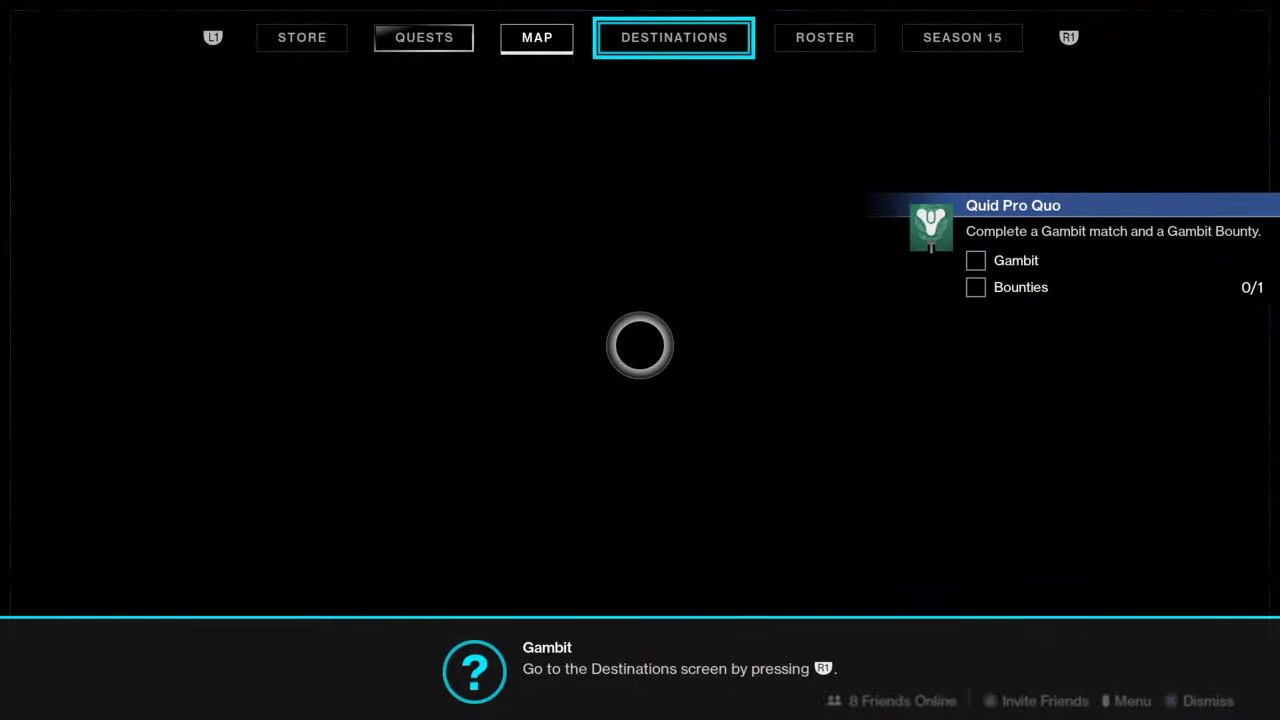 L1 STORE QUESTS MAP DESTINATIONS ROSTER SEASON 15 R1
Quid Pro Quo
Complete a Gambit match and a Gambit Bounty.
Gambit
Bounties 0/1
Gambit
Go to the Destinations screen by pressing R1.
8 Friends Online Invite Friends Menu Dismiss